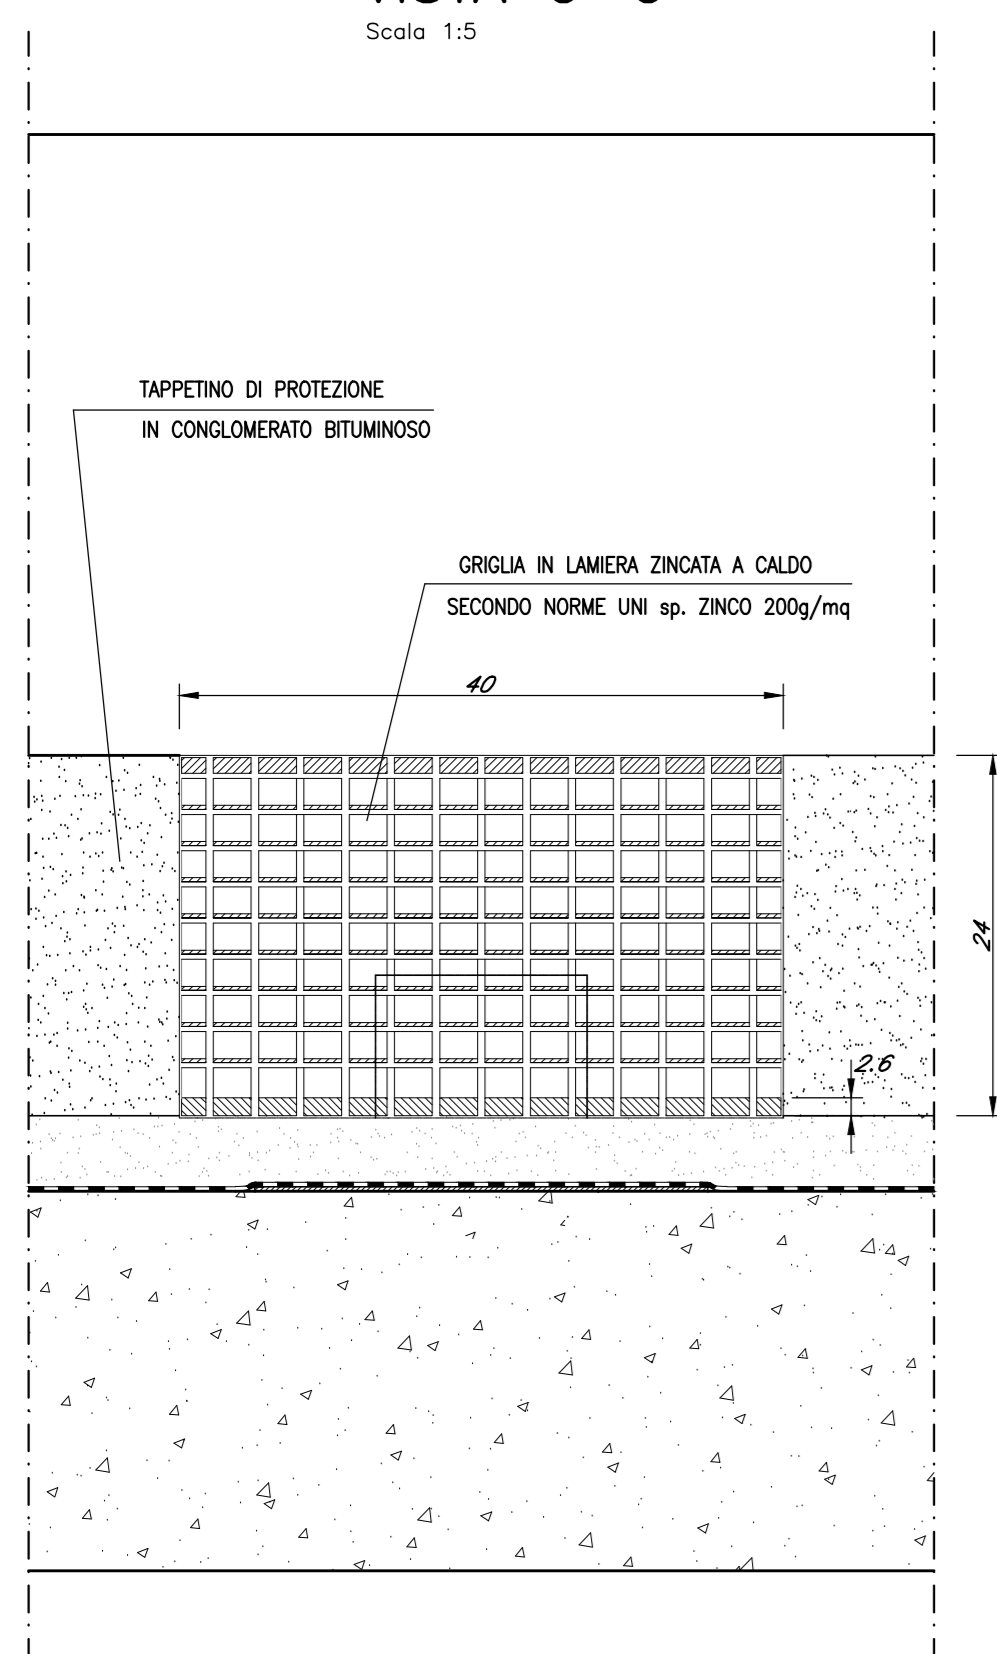 Scala 1:5
TAPPETINO DI PROTEZIONE
IN CONGLOMERATO BITUMINOSO
GRIGLIA IN LAMIERA ZINCATA A CALDO
SECONDO NORME UNI sp. ZINCO 200g/mq
40
24
2.6